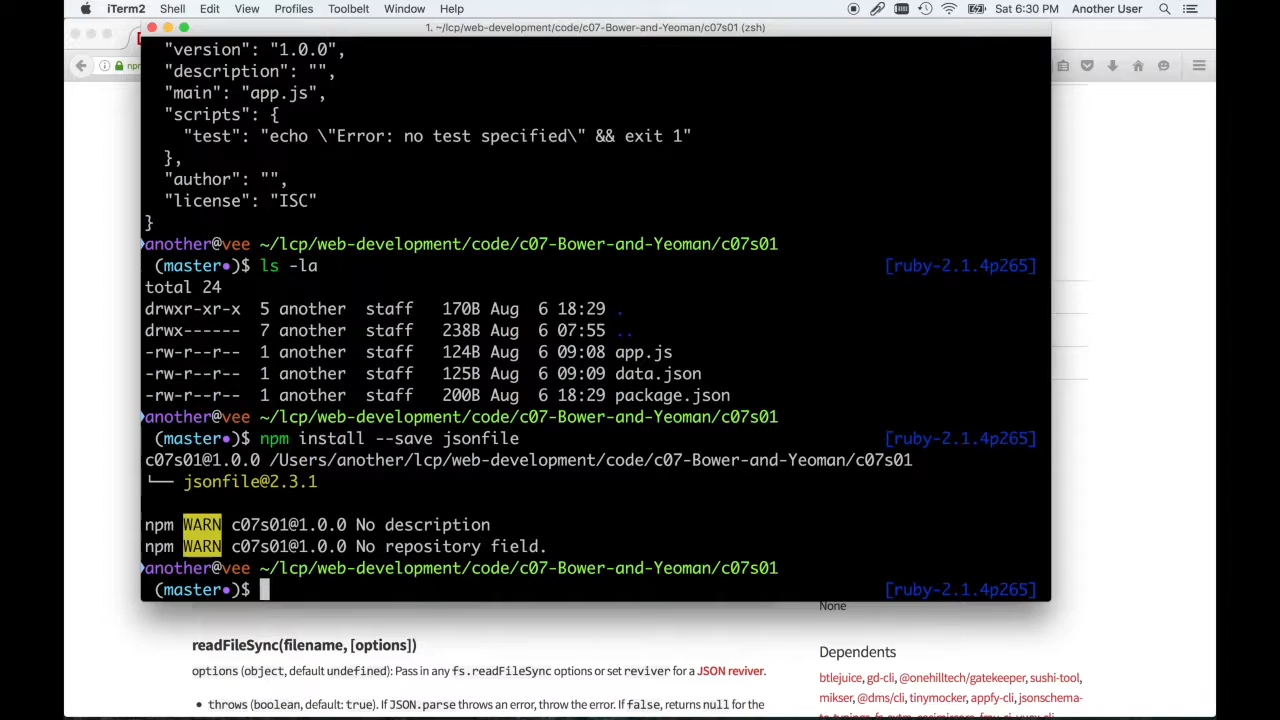 iTerm2 Shell Edit View Profiles Toolbelt Window Help Sat 6:30 PM Another User
1. ~/lcp/web-development/code/c07-Bower-and-Yeoman/c07s01 (zsh)
"version": "1.0.0",
"description": "",
"main": "app.js",
"scripts": {
"test": "echo \"Error: no test specified\" && exit 1"
},
"author": "",
"license": "ISC"
}
another@vee ~/lcp/web-development/code/c07-Bower-and-Yeoman/c07s01
(master•)$ ls -la [ruby-2.1.4p265]
total 24
drwxr-xr-x 5 another staff 170B Aug 6 18:29 .
drwx------ 7 another staff 238B Aug 6 07:55 ..
-rw-r--r-- 1 another staff 124B Aug 6 09:08 app.js
-rw-r--r-- 1 another staff 125B Aug 6 09:09 data.json
-rw-r--r-- 1 another staff 200B Aug 6 18:29 package.json
another@vee ~/lcp/web-development/code/c07-Bower-and-Yeoman/c07s01
(master•)$ npm install --save jsonfile [ruby-2.1.4p265]
c07s01@1.0.0 /Users/another/lcp/web-development/code/c07-Bower-and-Yeoman/c07s01
└── jsonfile@2.3.1
npm WARN c07s01@1.0.0 No description
npm WARN c07s01@1.0.0 No repository field.
another@vee ~/lcp/web-development/code/c07-Bower-and-Yeoman/c07s01
(master•)$ [ruby-2.1.4p265]
None
readFileSync(filename, [options])
options (object, default undefined): Pass in any fs.readFileSync options or set reviver for a JSON reviver.
• throws (boolean, default: true). If JSON.parse throws an error, throw the error. If false, returns null for the
Dependents
btlejuice, gd-cli, @onehilltech/gatekeeper, sushi-tool,
mikser, @dms/cli, tinymocker, appfy-cli, jsonschema-